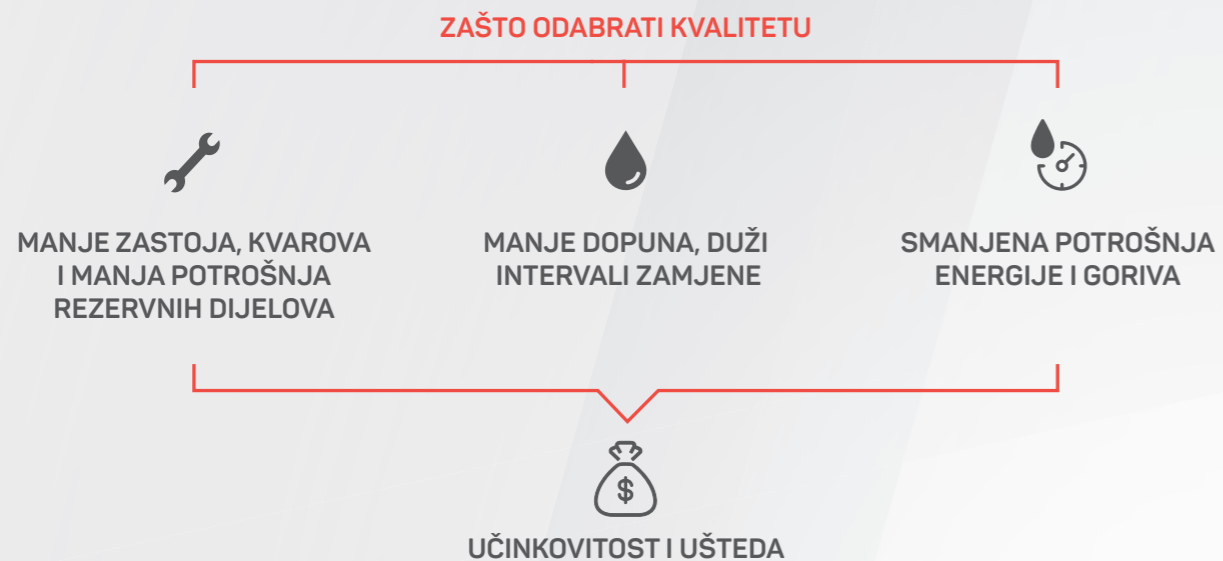 ZAŠTO ODABRATI KVALITETU
MANJE ZASTOJA, KVAROVA
I MANJA POTROŠNJA
REZERVNIH DIJELOVA
MANJE DOPUNA, DUŽI
INTERVALI ZAMJENE
SMANJENA POTROŠNJA
ENERGIJE I GORIVA
$
UČINKOVITOST I UŠTEDA